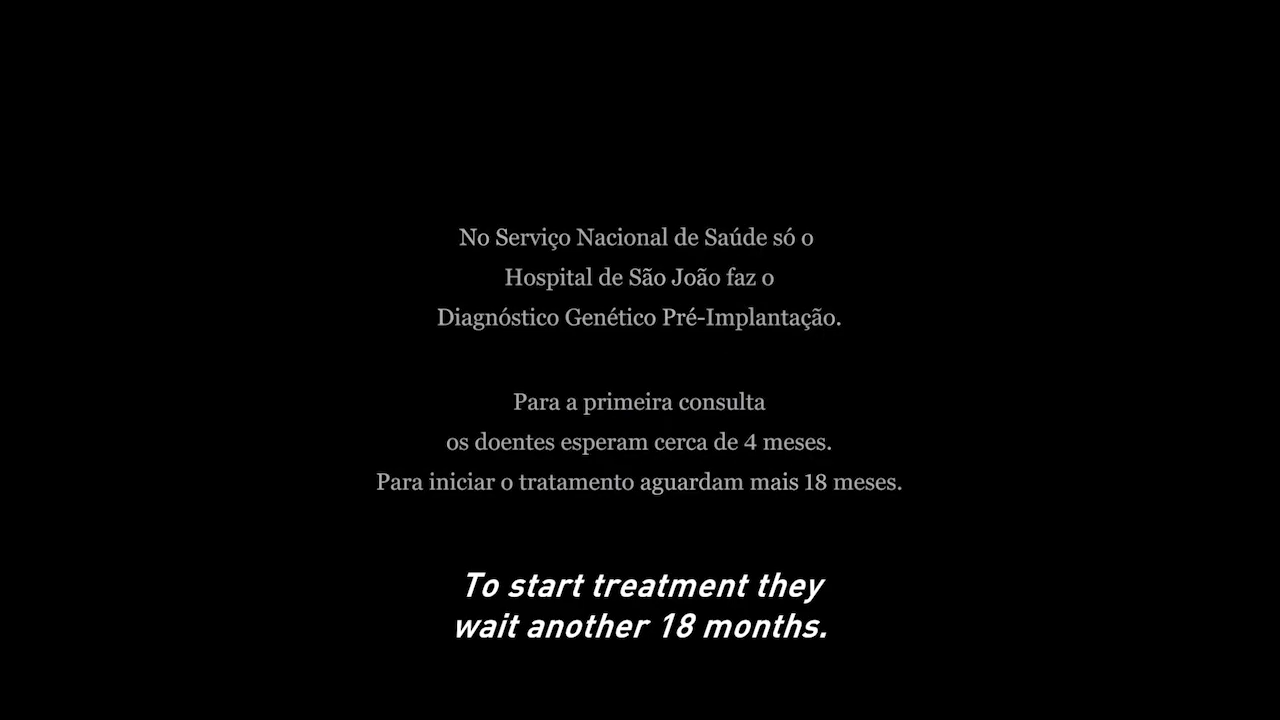 No Serviço Nacional de Saúde só o
Hospital de São João faz o
Diagnóstico Genético Pré-Implantação.
Para a primeira consulta
os doentes esperam cerca de 4 meses.
Para iniciar o tratamento aguardam mais 18 meses.
To start treatment they
wait another 18 months.